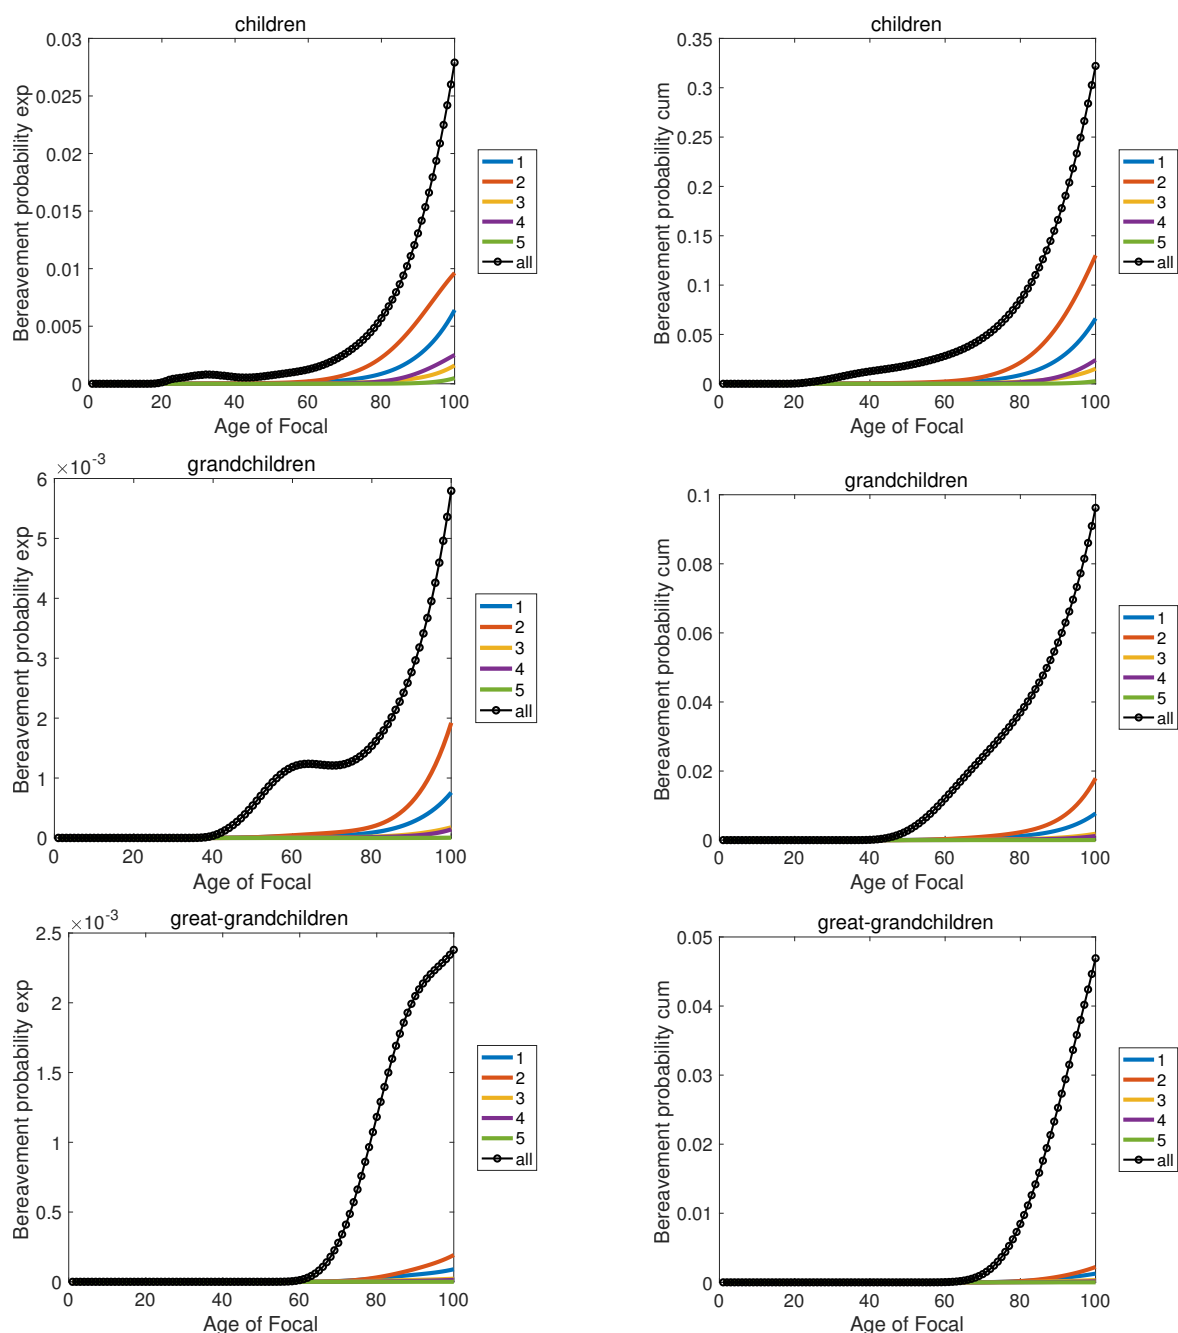 children
Bereavement probability exp
0.03
0.025
0.02
0.015
0.01
0.005
0
0 20 40 60 80 100
Age of Focal
1
2
3
4
5
all
children
Bereavement probability cum
0.35
0.3
0.25
0.2
0.15
0.1
0.05
0
0 20 40 60 80 100
Age of Focal
1
2
3
4
5
all
grandchildren
×10-3
Bereavement probability exp
6
5
4
3
2
1
0
0 20 40 60 80 100
Age of Focal
1
2
3
4
5
all
grandchildren
Bereavement probability cum
0.1
0.08
0.06
0.04
0.02
0
0 20 40 60 80 100
Age of Focal
1
2
3
4
5
all
great-grandchildren
×10-3
Bereavement probability exp
2.5
2
1.5
1
0.5
0
0 20 40 60 80 100
Age of Focal
1
2
3
4
5
all
great-grandchildren
Bereavement probability cum
0.05
0.04
0.03
0.02
0.01
0
0 20 40 60 80 100
Age of Focal
1
2
3
4
5
all